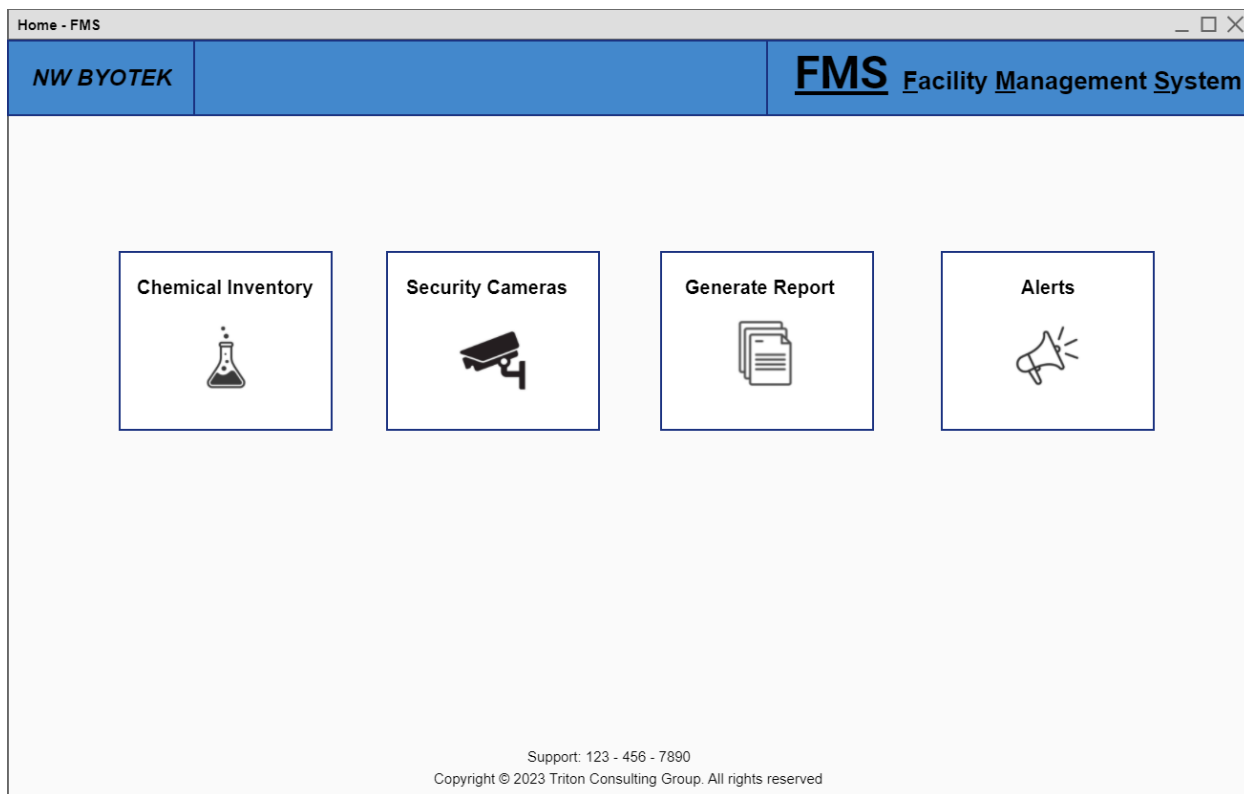 Home - FMS
NW BYOTEK
FMS Facility Management System
Chemical Inventory
Security Cameras
Generate Report
Alerts
Support: 123 - 456 - 7890
Copyright © 2023 Triton Consulting Group. All rights reserved